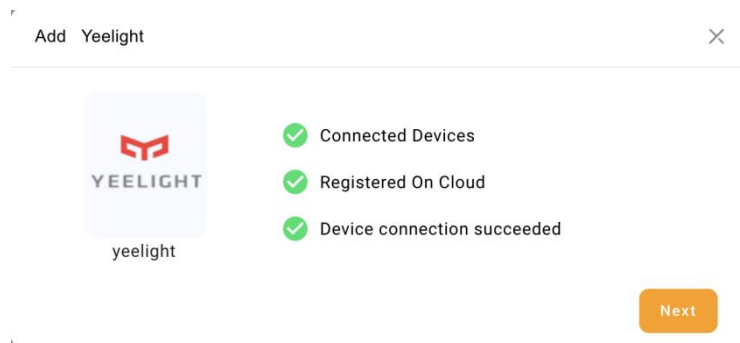 Add Yeelight
YEELIGHT
yeelight
Connected Devices
Registered On Cloud
Device connection succeeded
Next